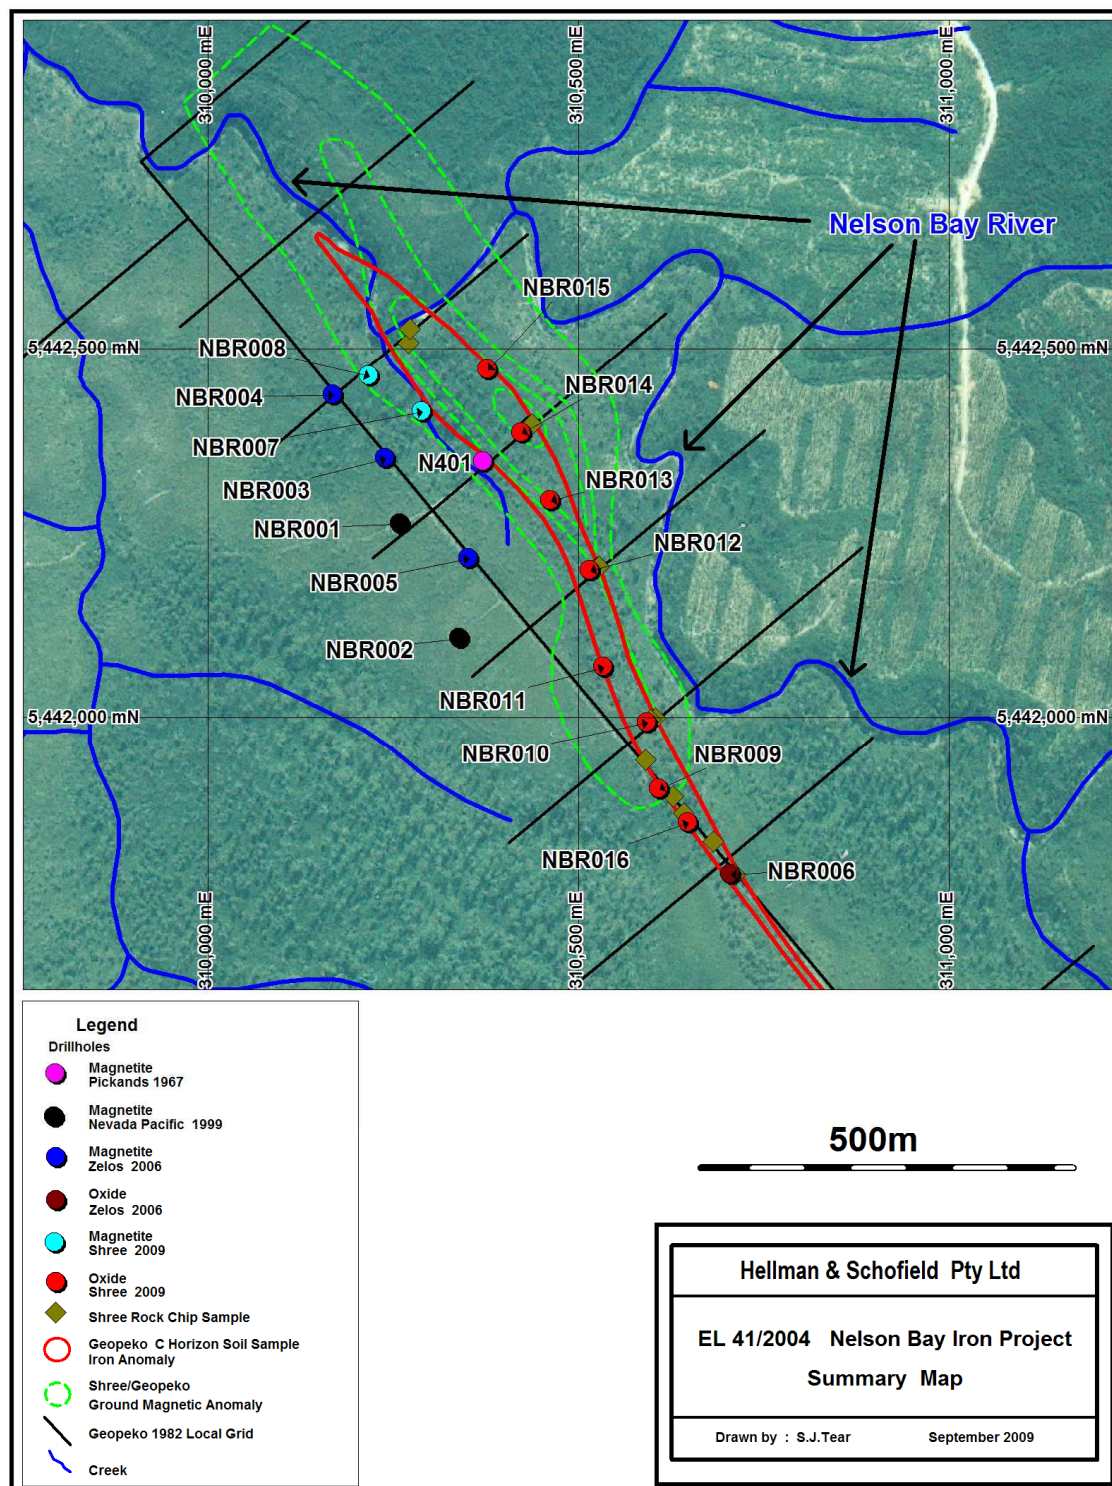 310,000 mE
310,500 mE
311,000 mE
Nelson Bay River
NBR015
NBR008
5,442,500 mN
5,442,500 mN
NBR014
NBR004
NBR007
N401
NBR003
NBR013
NBR001
NBR012
NBR005
NBR002
NBR011
5,442,000 mN
5,442,000 mN
NBR010
NBR009
NBR016
NBR006
310,000 mE
310,500 mE
311,000 mE
Legend
Drillholes
Magnetite
Pickands 1967
Magnetite
Nevada Pacific 1999
Magnetite
Zelos 2006
Oxide
Zelos 2006
Magnetite
Shree 2009
Oxide
Shree 2009
Shree Rock Chip Sample
Geopeko C Horizon Soil Sample
Iron Anomaly
Shree/Geopeko
Ground Magnetic Anomaly
Geopeko 1982 Local Grid
Creek
500m
Hellman & Schofield Pty Ltd
EL 41/2004 Nelson Bay Iron Project
Summary Map
Drawn by : S.J.Tear September 2009